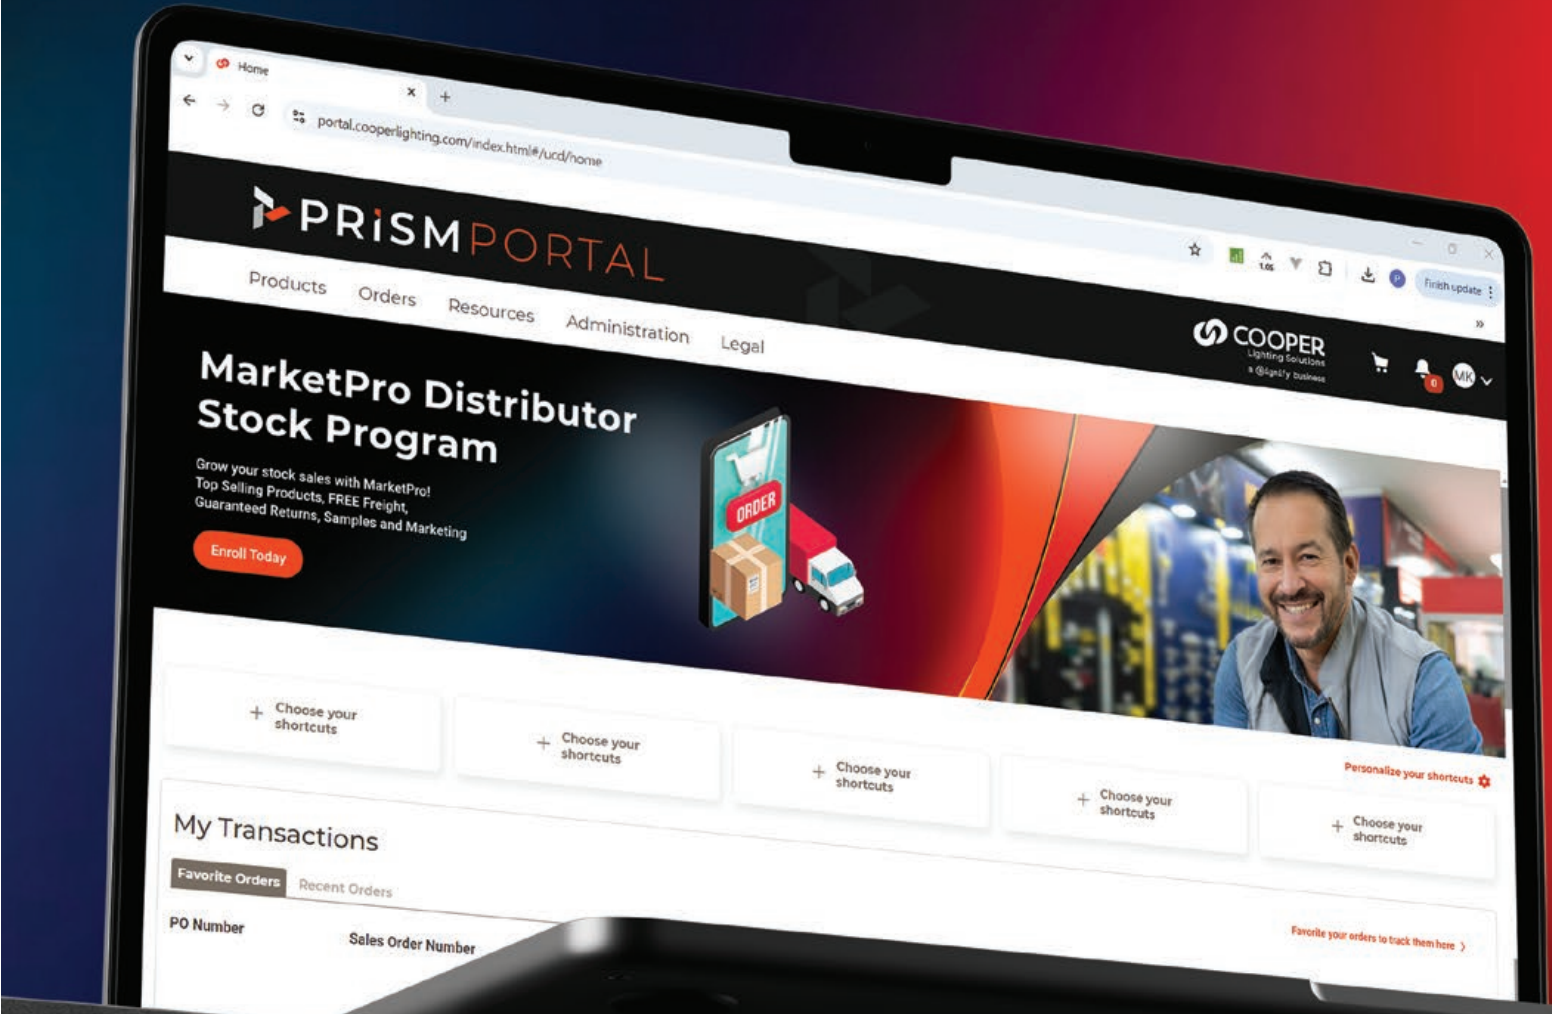 Home
portal.cooperlighting.com/index.html#/ucd/home
Finish update
PRiSMPORTAL
COOPER
Lighting Solutions
a Signify business
0
MK
Products Orders Resources Administration Legal
MarketPro Distributor
Stock Program
Grow your stock sales with MarketPro!
Top Selling Products, FREE Freight,
Guaranteed Returns, Samples and Marketing
Enroll Today
ORDER
Personalize your shortcuts
+ Choose your
shortcuts
+ Choose your
shortcuts
+ Choose your
shortcuts
+ Choose your
shortcuts
+ Choose your
shortcuts
My Transactions
Favorite Orders Recent Orders
Favorite your orders to track them here >
PO Number Sales Order Number